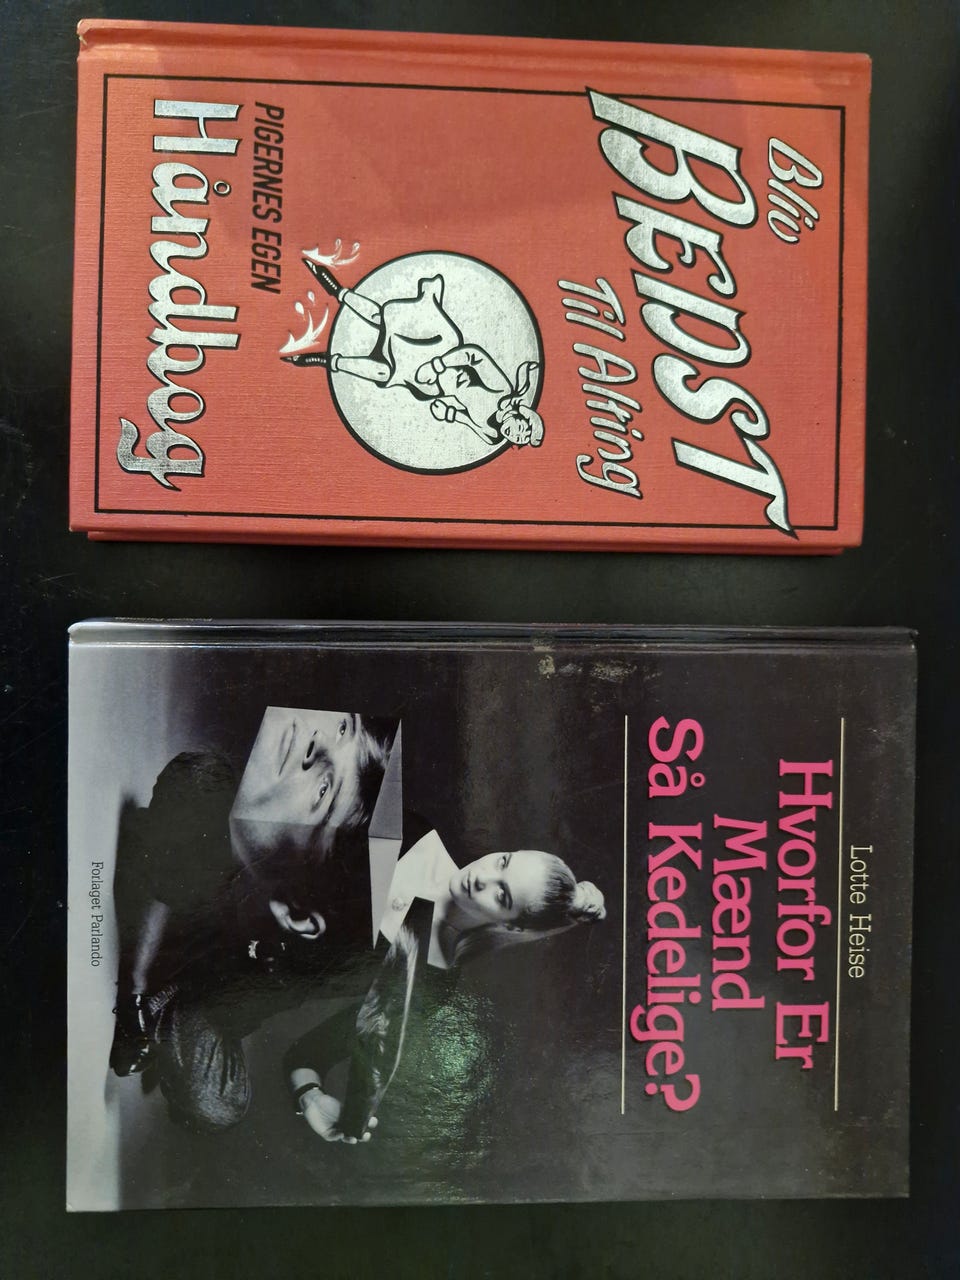 Bliv
BEDST
Til Alting
PIGERNES EGEN
Håndbog
Lotte Heise
Hvorfor Er
Mænd
Så Kedelige?
Forlaget Parlando